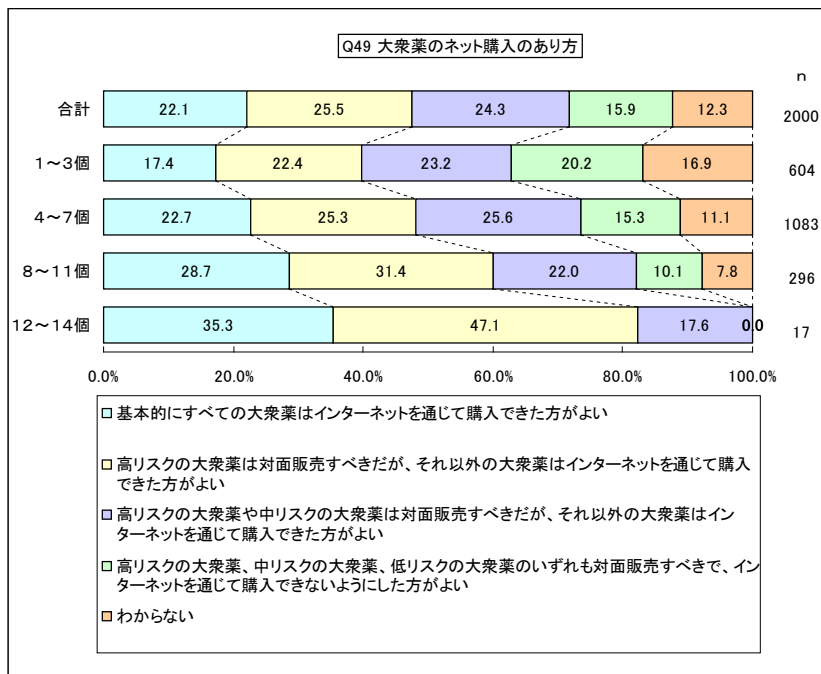 Q49 大衆薬のネット購入のあり方
n
合計 22.1 25.5 24.3 15.9 12.3 2000
1～3個 17.4 22.4 23.2 20.2 16.9 604
4～7個 22.7 25.3 25.6 15.3 11.1 1083
8～11個 28.7 31.4 22.0 10.1 7.8 296
12～14個 35.3 47.1 17.6 0.0 17
0.0% 20.0% 40.0% 60.0% 80.0% 100.0%
基本的にすべての大衆薬はインターネットを通じて購入できた方がよい
高リスクの大衆薬は対面販売すべきだが、それ以外の大衆薬はインターネットを通じて購入
できた方がよい
高リスクの大衆薬や中リスクの大衆薬は対面販売すべきだが、それ以外の大衆薬はイン
ターネットを通じて購入できた方がよい
高リスクの大衆薬、中リスクの大衆薬、低リスクの大衆薬のいずれも対面販売すべきで、イン
ターネットを通じて購入できないようにした方がよい
わからない